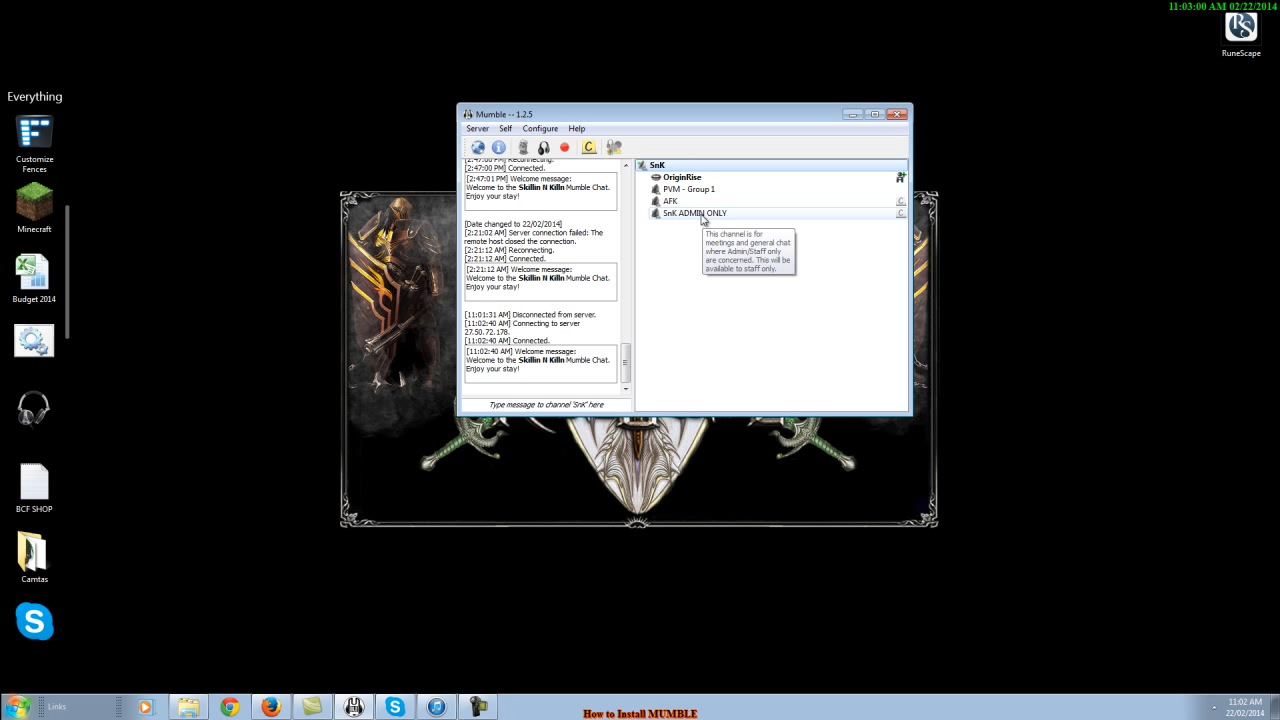 11:03:00 AM 02/22/2014
RuneScape
Everything
Customize
Fences
Minecraft
Budget 2014
BCF SHOP
Camtas
Mumble -- 1.2.5
Server Self Configure Help
[2:47:00 PM] Reconnecting.
[2:47:00 PM] Connected.
[2:47:01 PM] Welcome message:
Welcome to the Skillin N Killn Mumble Chat.
Enjoy your stay!
[Date changed to 22/02/2014]
[2:21:02 AM] Server connection failed: The
remote host closed the connection.
[2:21:12 AM] Reconnecting.
[2:21:12 AM] Connected.
[2:21:12 AM] Welcome message:
Welcome to the Skillin N Killn Mumble Chat.
Enjoy your stay!
[11:01:31 AM] Disconnected from server.
[11:02:40 AM] Connecting to server
27.50.72.178.
[11:02:40 AM] Connected.
[11:02:40 AM] Welcome message:
Welcome to the Skillin N Killn Mumble Chat.
Enjoy your stay!
Type message to channel 'SnK' here
SnK
OriginRise
PVM - Group 1
AFK
SnK ADMIN ONLY
This channel is for
meetings and general chat
where Admin/Staff only
are concerned. This will be
available to staff only.
Links
How to Install MUMBLE
11:02 AM
22/02/2014